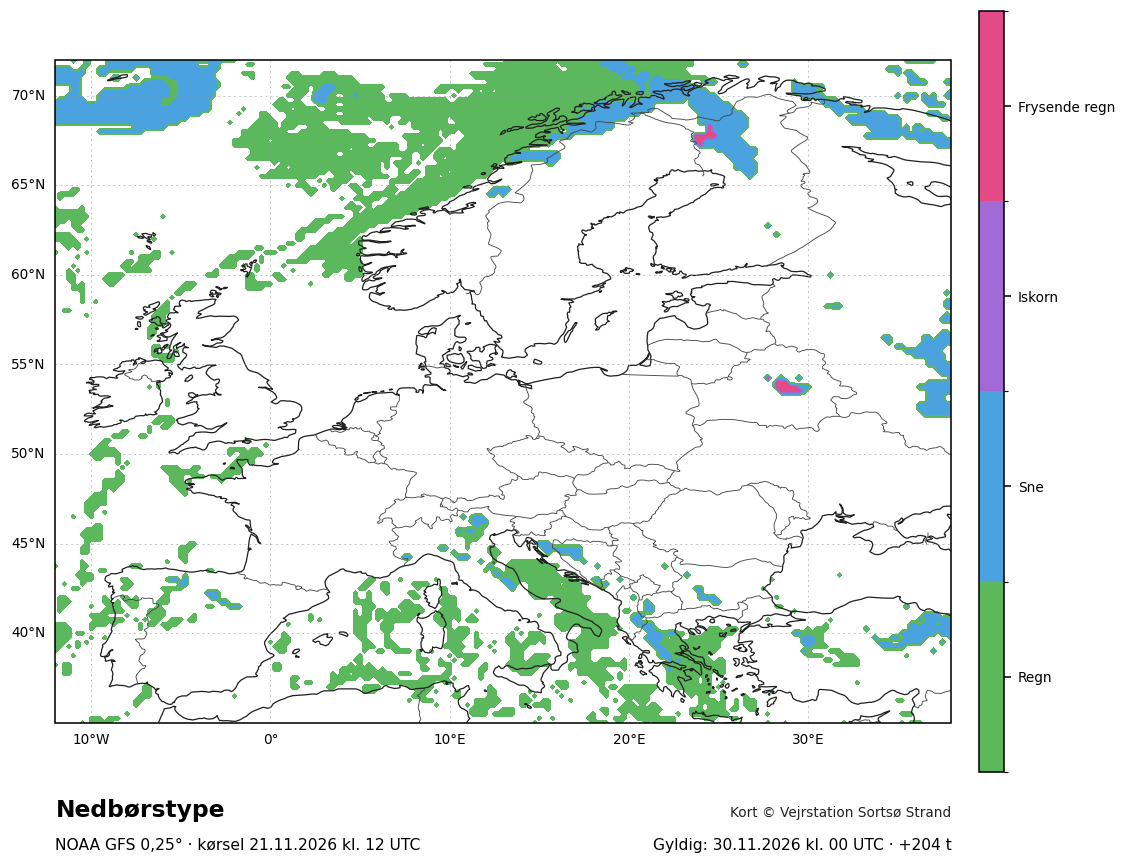 Frysende regn
Iskorn
Sne
Regn
70°N
65°N
60°N
55°N
50°N
45°N
40°N
10°W
0°
10°E
20°E
30°E
Nedbørstype
Kort © Vejrstation Sortsø Strand
NOAA GFS 0,25° · kørsel 21.11.2026 kl. 12 UTC
Gyldig: 30.11.2026 kl. 00 UTC · +204 t